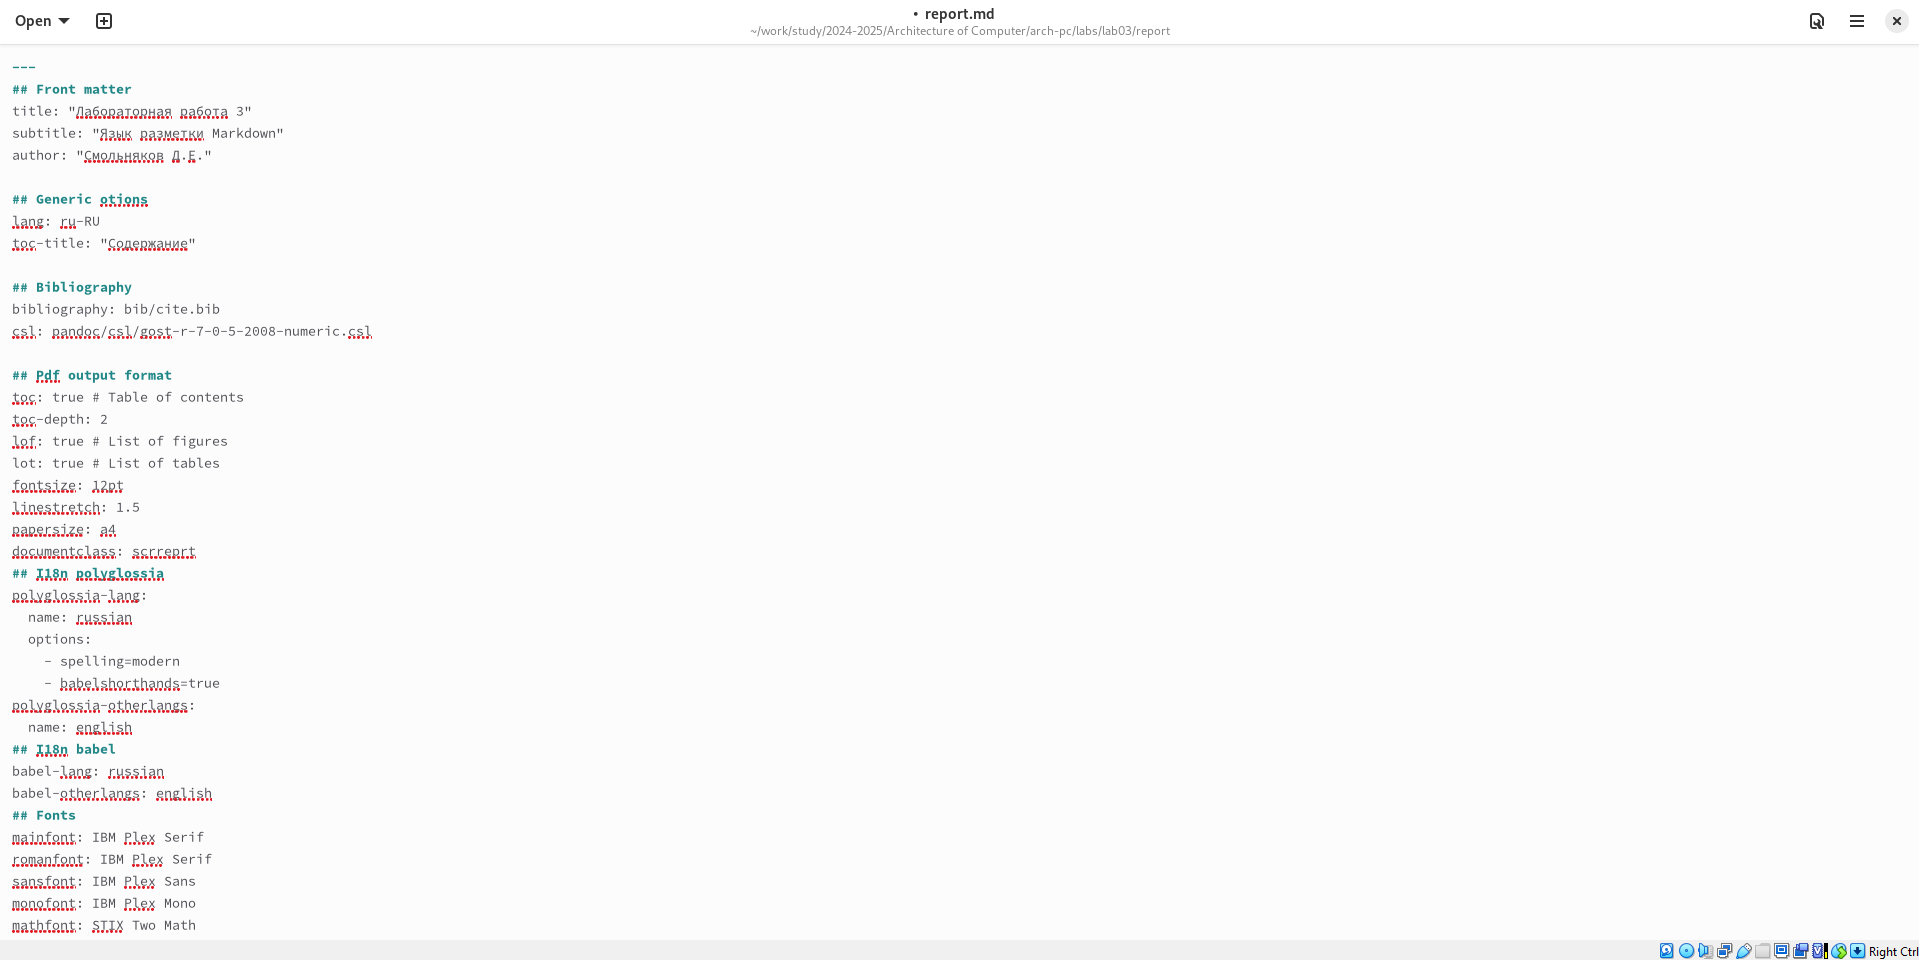 Open
• report.md
~/work/study/2024-2025/Architecture of Computer/arch-pc/labs/lab03/report
---
## Front matter
title: "Лабораторная работа 3"
subtitle: "Язык разметки Markdown"
author: "Смольняков Д.Е."
## Generic otions
lang: ru-RU
toc-title: "Содержание"
## Bibliography
bibliography: bib/cite.bib
csl: pandoc/csl/gost-r-7-0-5-2008-numeric.csl
## Pdf output format
toc: true # Table of contents
toc-depth: 2
lof: true # List of figures
lot: true # List of tables
fontsize: 12pt
linestretch: 1.5
papersize: a4
documentclass: scrreprt
## I18n polyglossia
polyglossia-lang:
  name: russian
  options:
    - spelling=modern
    - babelshorthands=true
polyglossia-otherlangs:
  name: english
## I18n babel
babel-lang: russian
babel-otherlangs: english
## Fonts
mainfont: IBM Plex Serif
romanfont: IBM Plex Serif
sansfont: IBM Plex Sans
monofont: IBM Plex Mono
mathfont: STIX Two Math
Right Ctrl